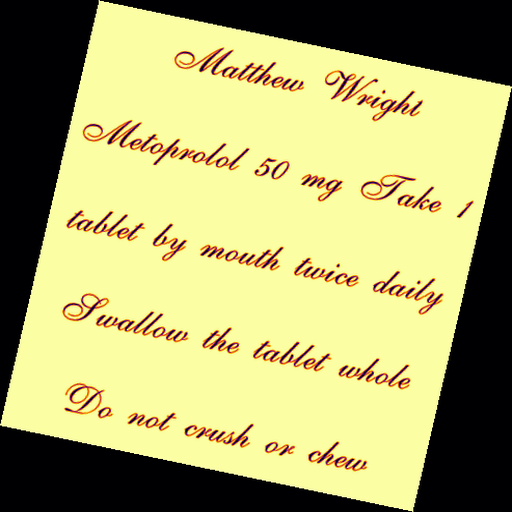 Matthew Wright
Metoprolol 50 mg Take 1
tablet by mouth twice daily
Swallow the tablet whole
Do not crush or chew